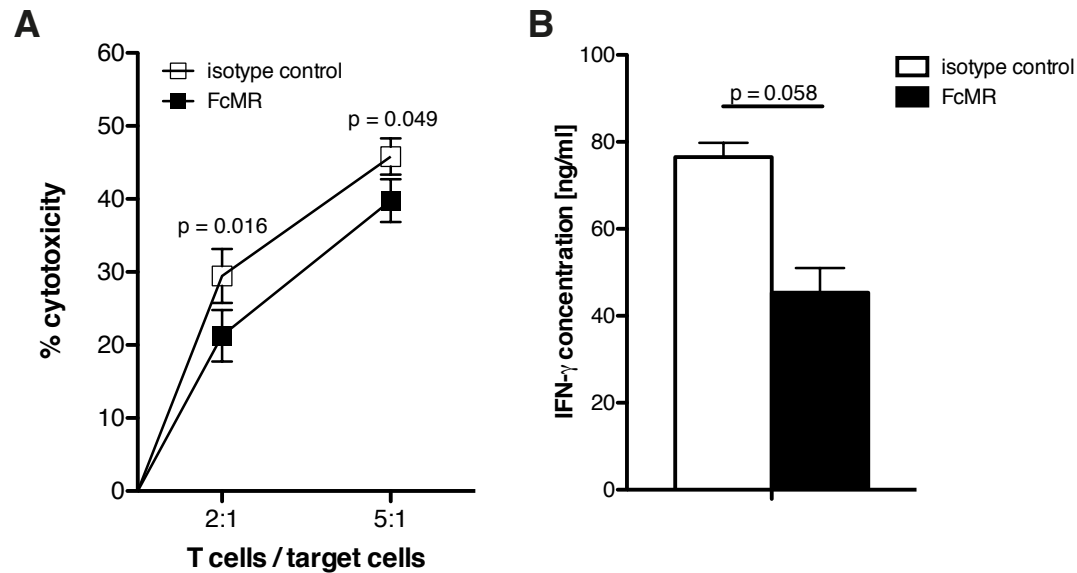 A
60
50
40
30
20
10
0
% cytotoxicity
isotype control
FcMR
p = 0.016
p = 0.049
2:1
5:1
T cells / target cells
B
100
80
60
40
20
0
IFN-γ concentration [ng/ml]
p = 0.058
isotype control
FcMR